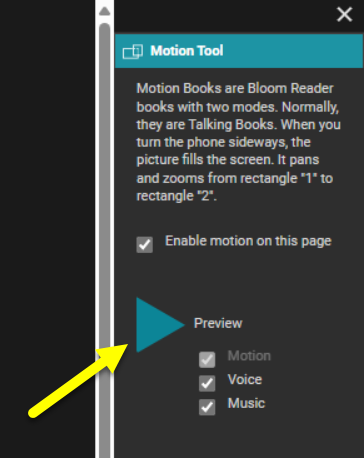 Motion Tool
Motion Books are Bloom Reader
books with two modes. Normally,
they are Talking Books. When you
turn the phone sideways, the
picture fills the screen. It pans
and zooms from rectangle "1" to
rectangle "2".
Enable motion on this page
Preview
Motion
Voice
Music